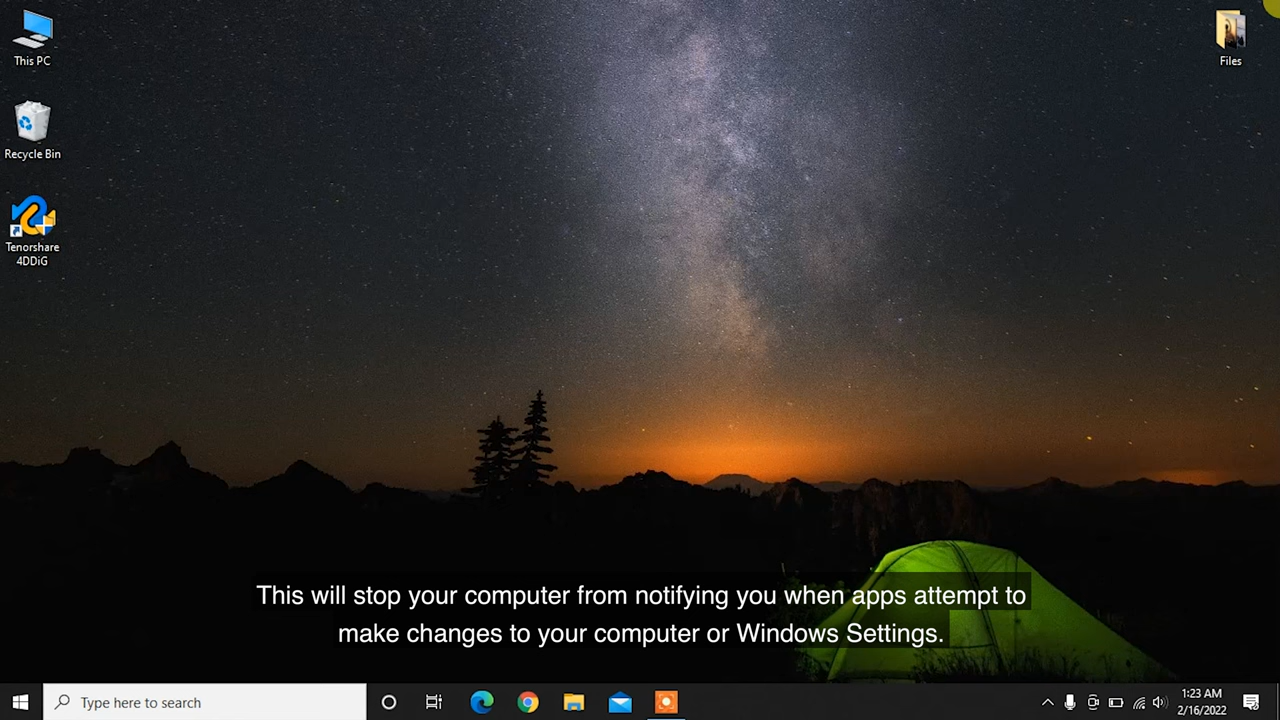 This PC
Files
Recycle Bin
Tenorshare
4DDiG
This will stop your computer from notifying you when apps attempt to
make changes to your computer or Windows Settings.
Type here to search
1:23 AM
2/16/2022